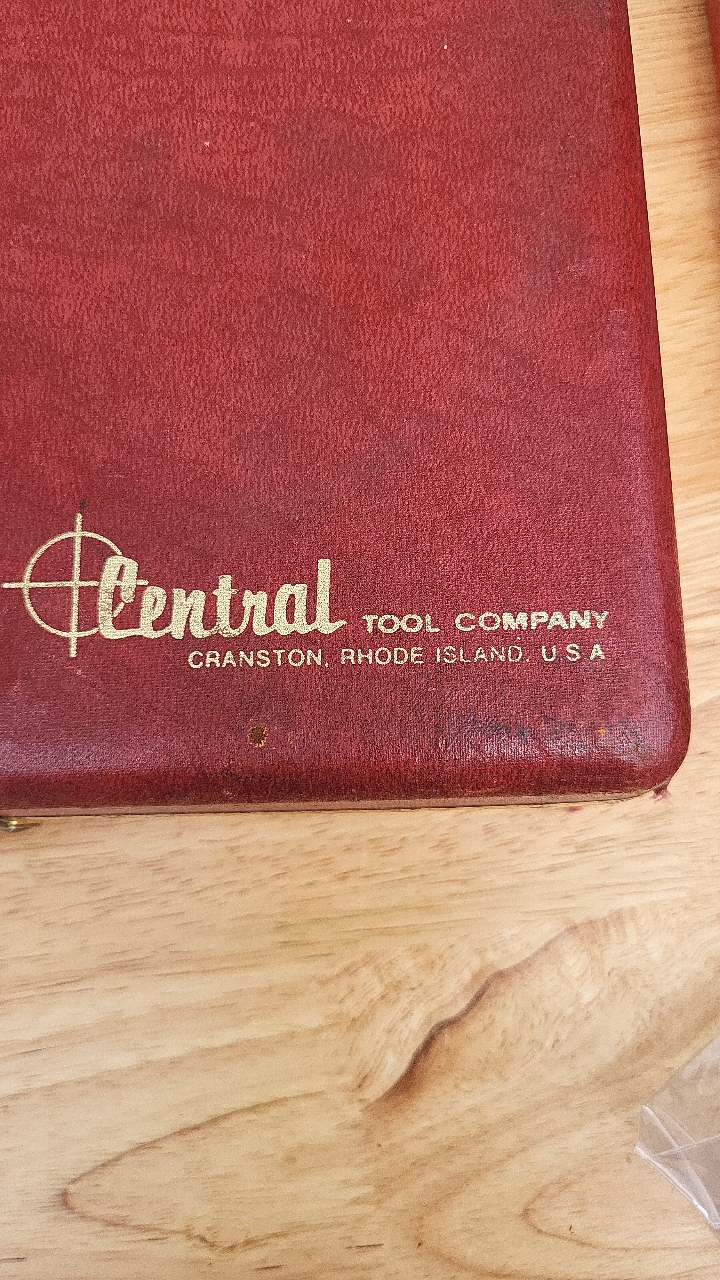 Central TOOL COMPANY
CRANSTON, RHODE ISLAND. U.S A